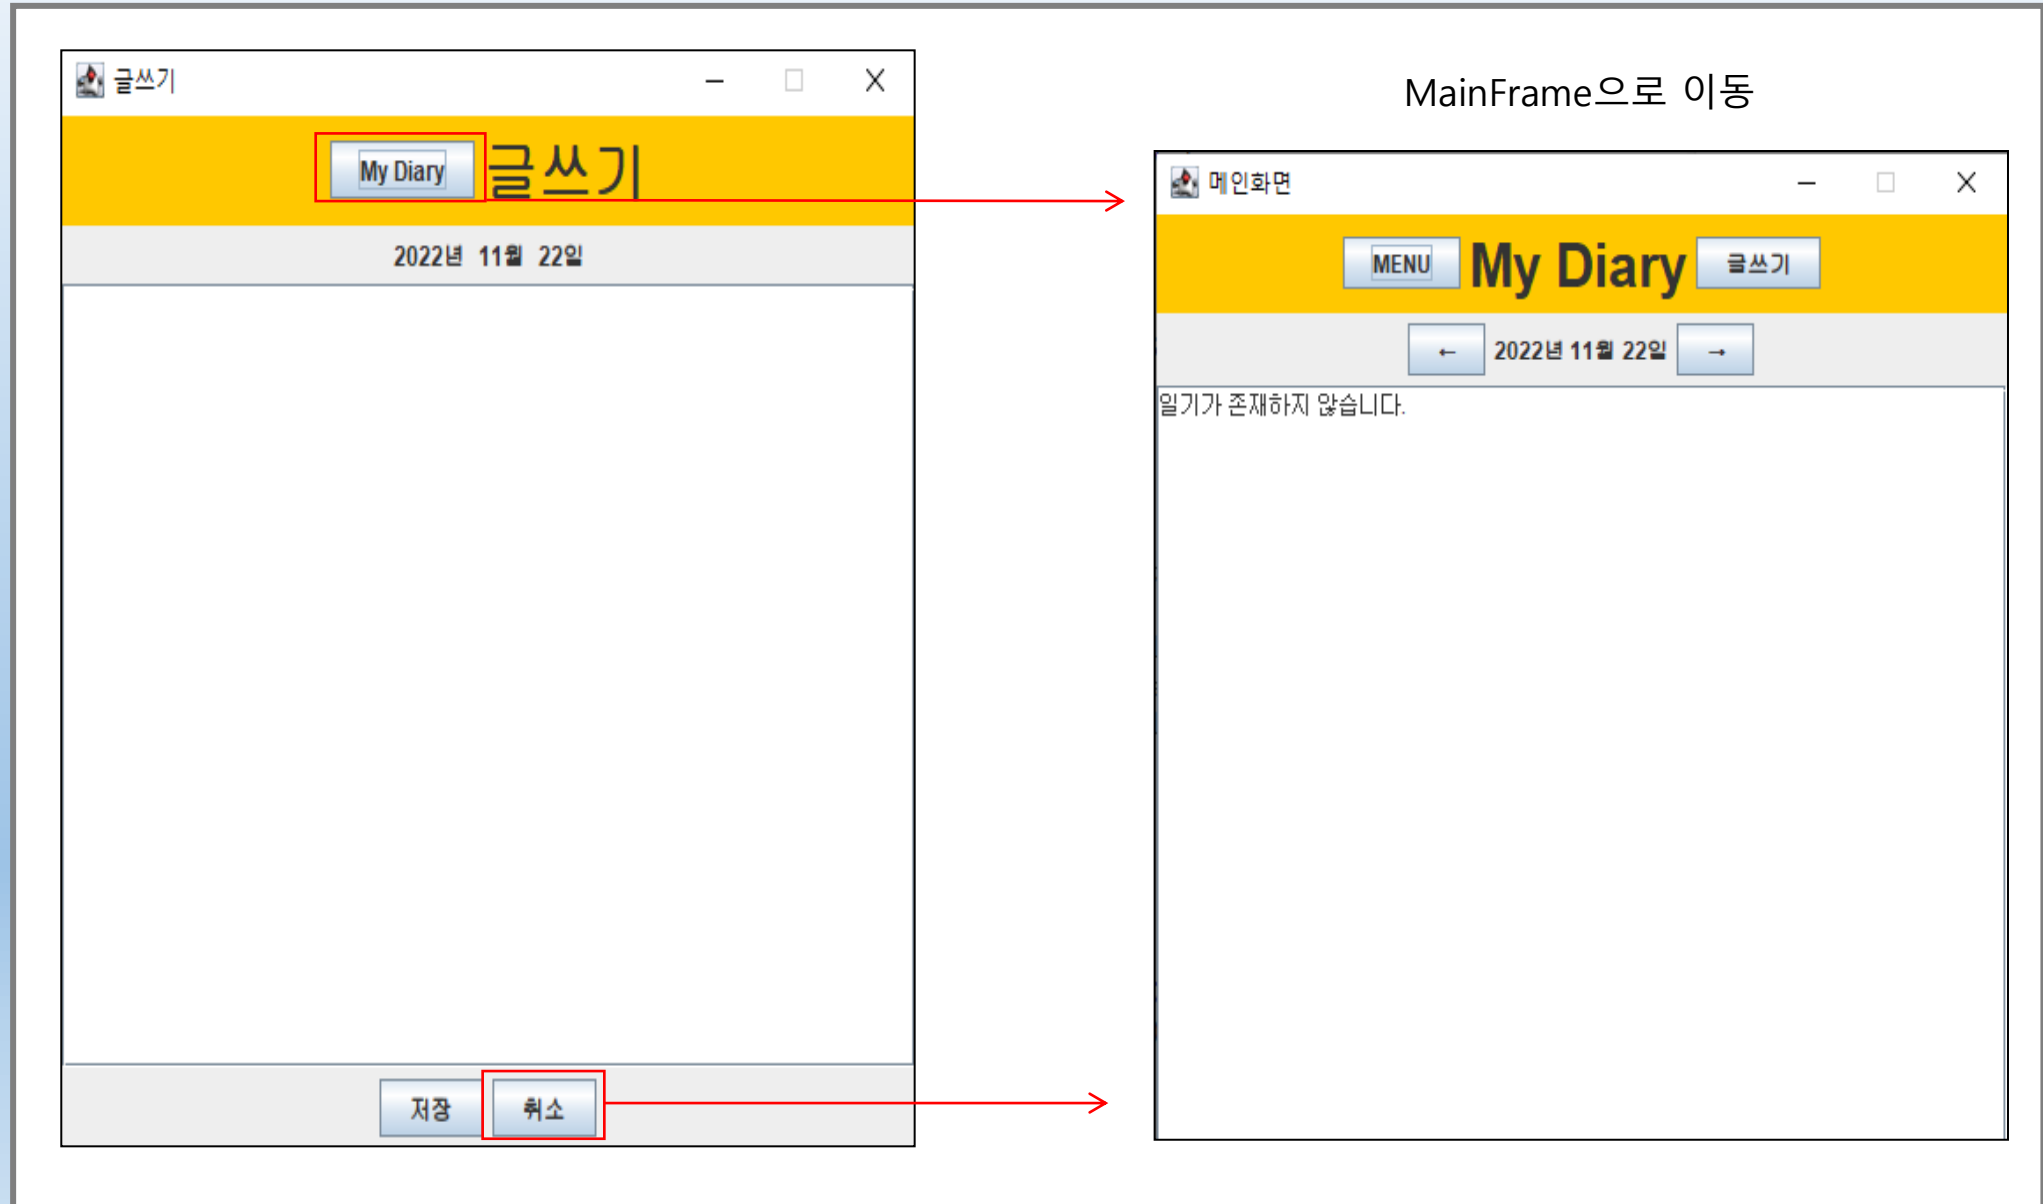 글쓰기
My Diary 글쓰기
2022년 11월 22일
저장 취소
MainFrame으로 이동
메인화면
MENU My Diary 글쓰기
← 2022년 11월 22일 →
일기가 존재하지 않습니다.